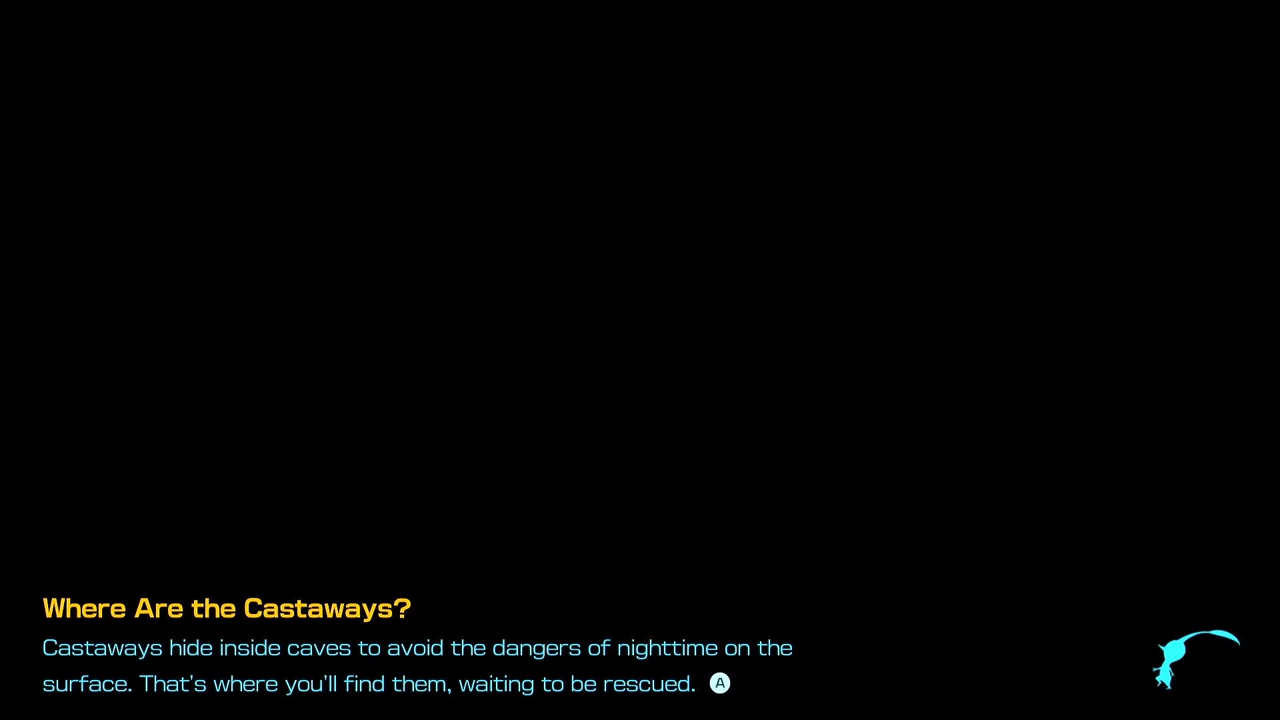 Where Are the Castaways?
Castaways hide inside caves to avoid the dangers of nighttime on the
surface. That's where you'll find them, waiting to be rescued. A